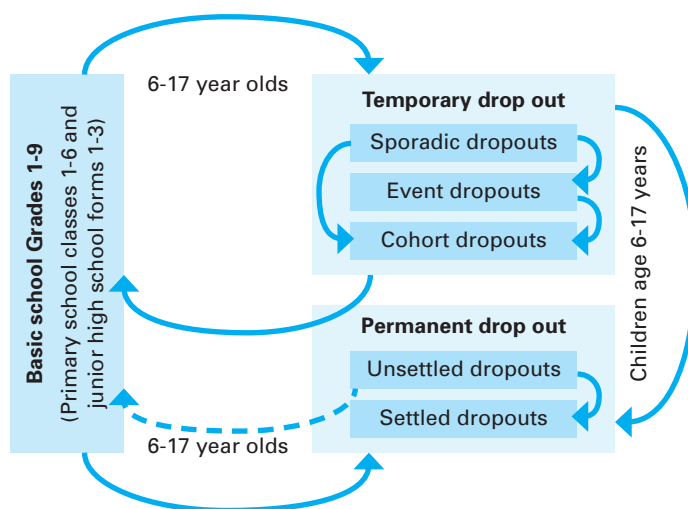 Basic school Grades 1-9
(Primary school classes 1-6 and
junior high school forms 1-3)
6-17 year olds
Temporary drop out
Sporadic dropouts
Event dropouts
Cohort dropouts
Children age 6-17 years
Permanent drop out
Unsettled dropouts
Settled dropouts
6-17 year olds